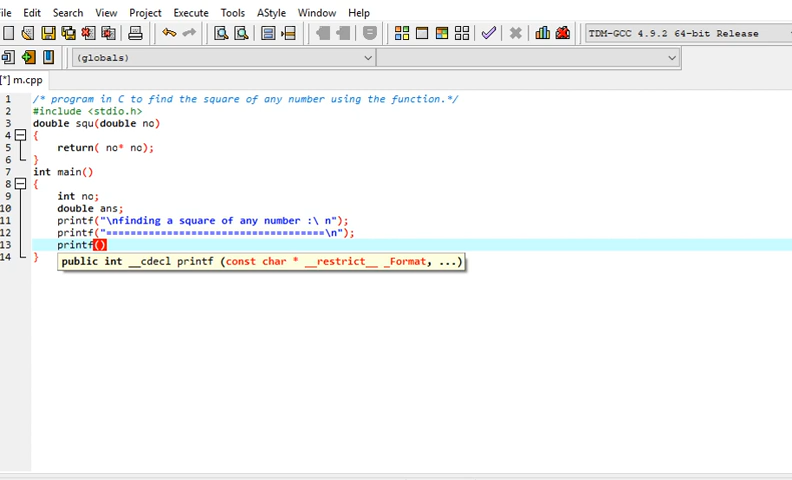 File Edit Search View Project Execute Tools AStyle Window Help
TDM-GCC 4.9.2 64-bit Release
(globals)
[*] m.cpp
1 /* program in C to find the square of any number using the function.*/
2 #include <stdio.h>
3 double squ(double no)
4 {
5 return( no* no);
6 }
7 int main()
8 {
9 int no;
10 double ans;
11 printf("\nfinding a square of any number :\ n");
12 printf("====================================\n");
13 printf()
14 }
public int __cdecl printf (const char * __restrict__ _Format, ...)